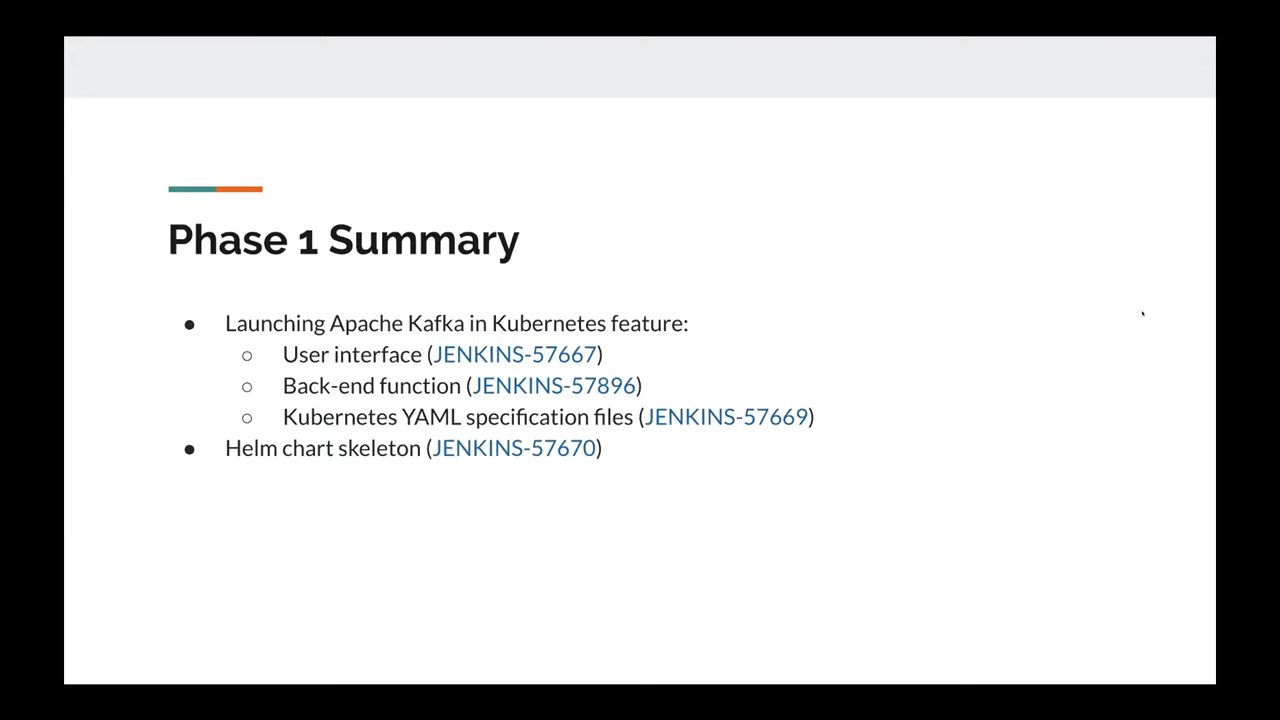 Phase 1 Summary
● Launching Apache Kafka in Kubernetes feature:
○ User interface (JENKINS-57667)
○ Back-end function (JENKINS-57896)
○ Kubernetes YAML specification files (JENKINS-57669)
● Helm chart skeleton (JENKINS-57670)